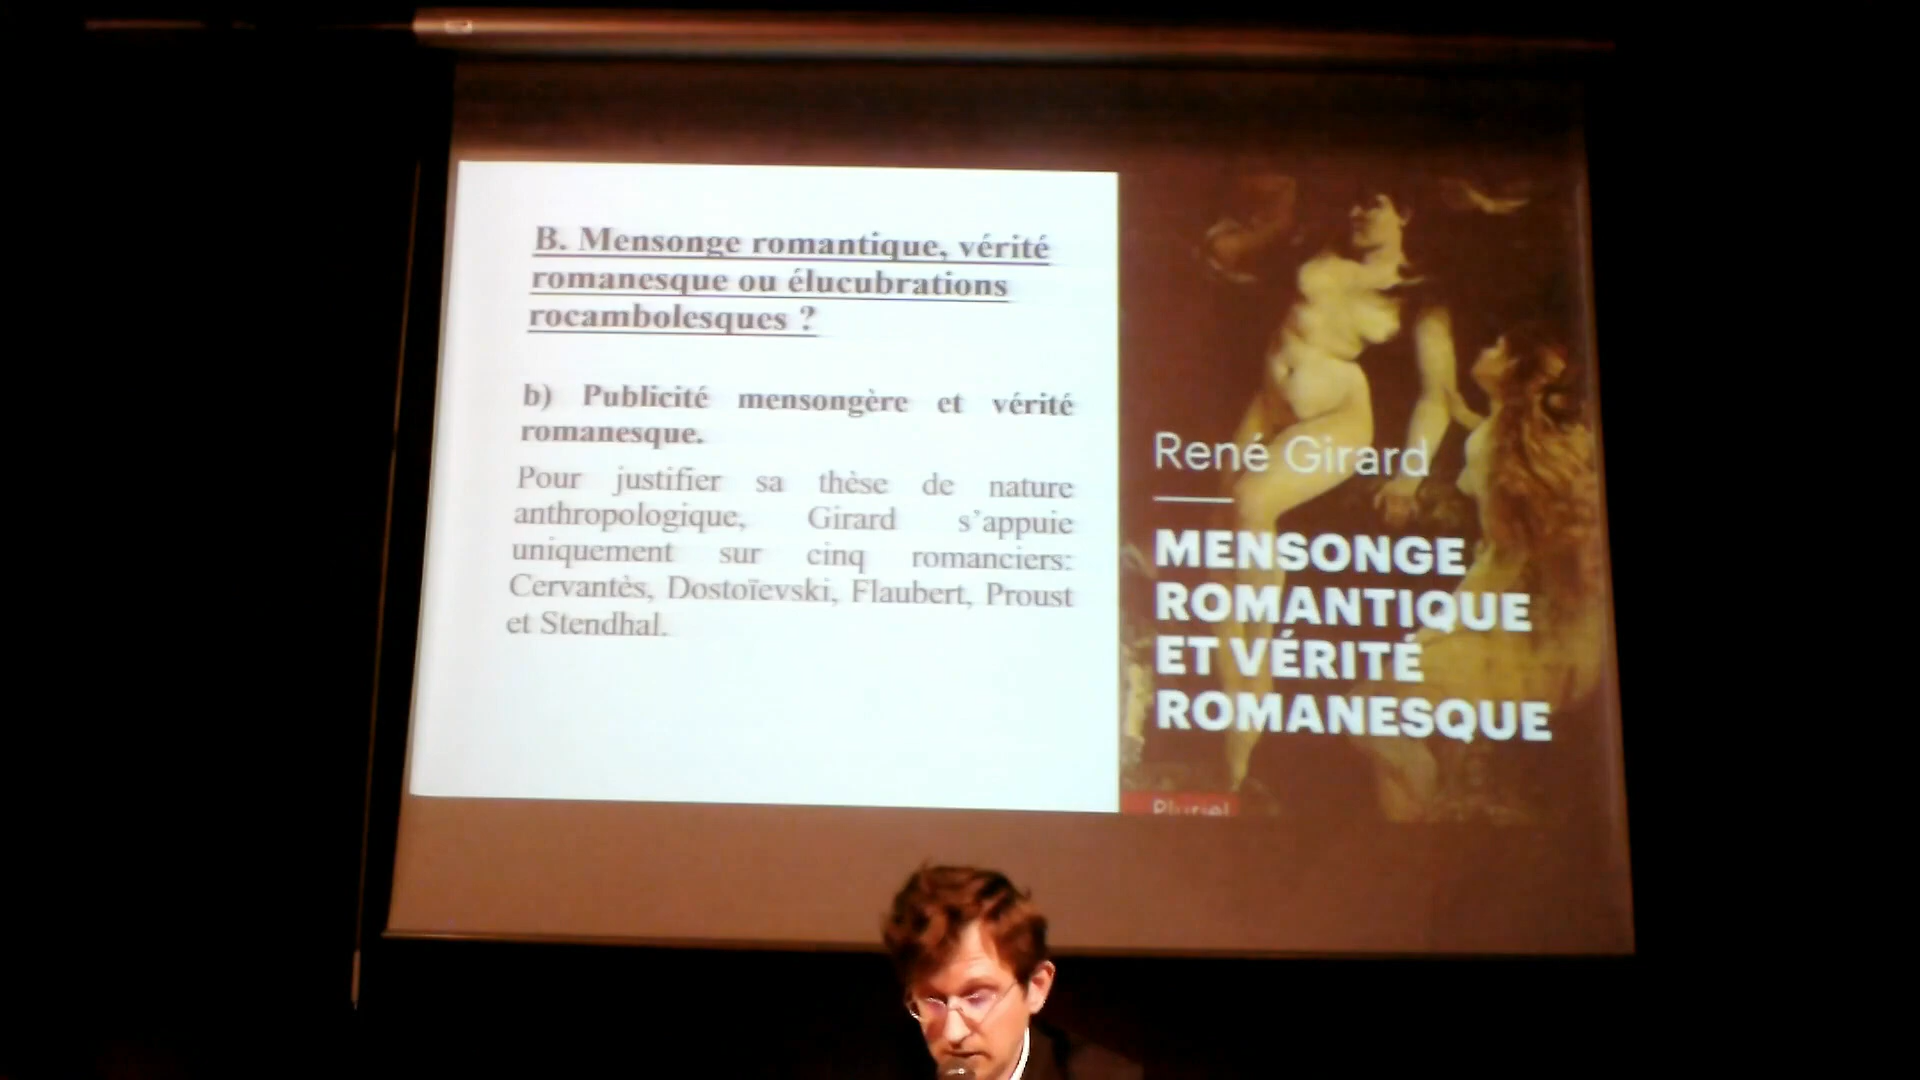 B. Mensonge romantique, vérité
romanesque ou élucubrations
rocambolesques ?
b) Publicité mensongère et vérité
romanesque.
Pour justifier sa thèse de nature
anthropologique, Girard s'appuie
uniquement sur cinq romanciers:
Cervantès, Dostoïevski, Flaubert, Proust
et Stendhal.
René Girard
MENSONGE
ROMANTIQUE
ET VÉRITÉ
ROMANESQUE
Pluriel